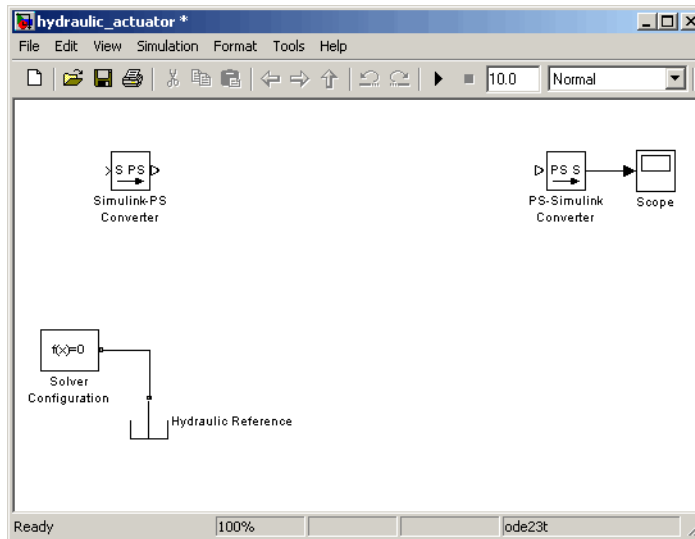 hydraulic_actuator *
File Edit View Simulation Format Tools Help
10.0 Normal
S PS
PS S
Simulink-PS
Converter
PS-Simulink
Converter
Scope
f(x)=0
Solver
Configuration
Hydraulic Reference
Ready 100% ode23t